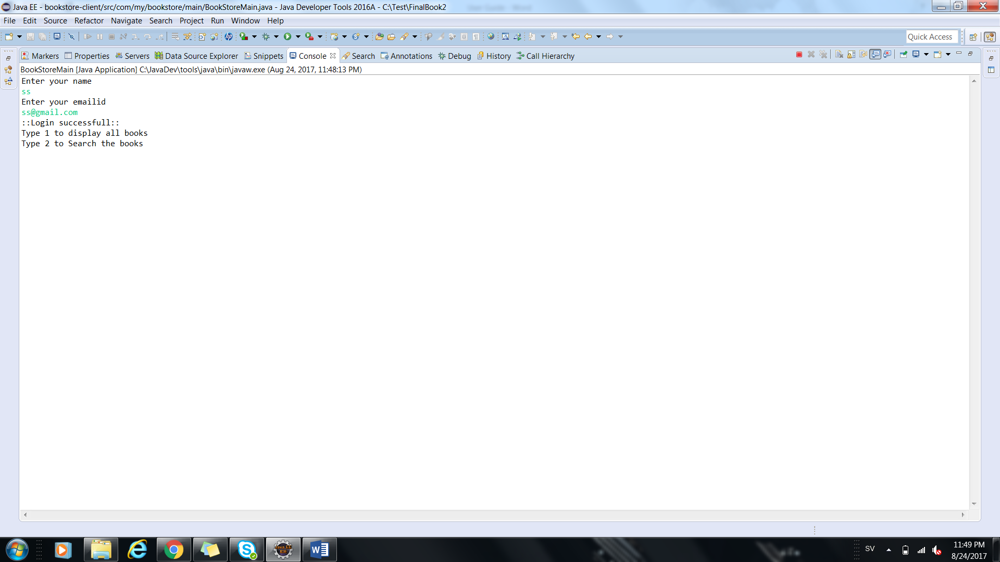 Java EE - bookstore-client/src/com/my/bookstore/main/BookStoreMain.java - Java Developer Tools 2016A - C:\Test\FinalBook2
File Edit Source Refactor Navigate Search Project Run Window Help
Quick Access
Markers Properties Servers Data Source Explorer Snippets Console Search Annotations Debug History Call Hierarchy
BookStoreMain [Java Application] C:\JavaDev\tools\java\bin\javaw.exe (Aug 24, 2017, 11:48:13 PM)
Enter your name
ss
Enter your emailid
ss@gmail.com
::Login successfull::
Type 1 to display all books
Type 2 to Search the books
SV
11:49 PM
8/24/2017